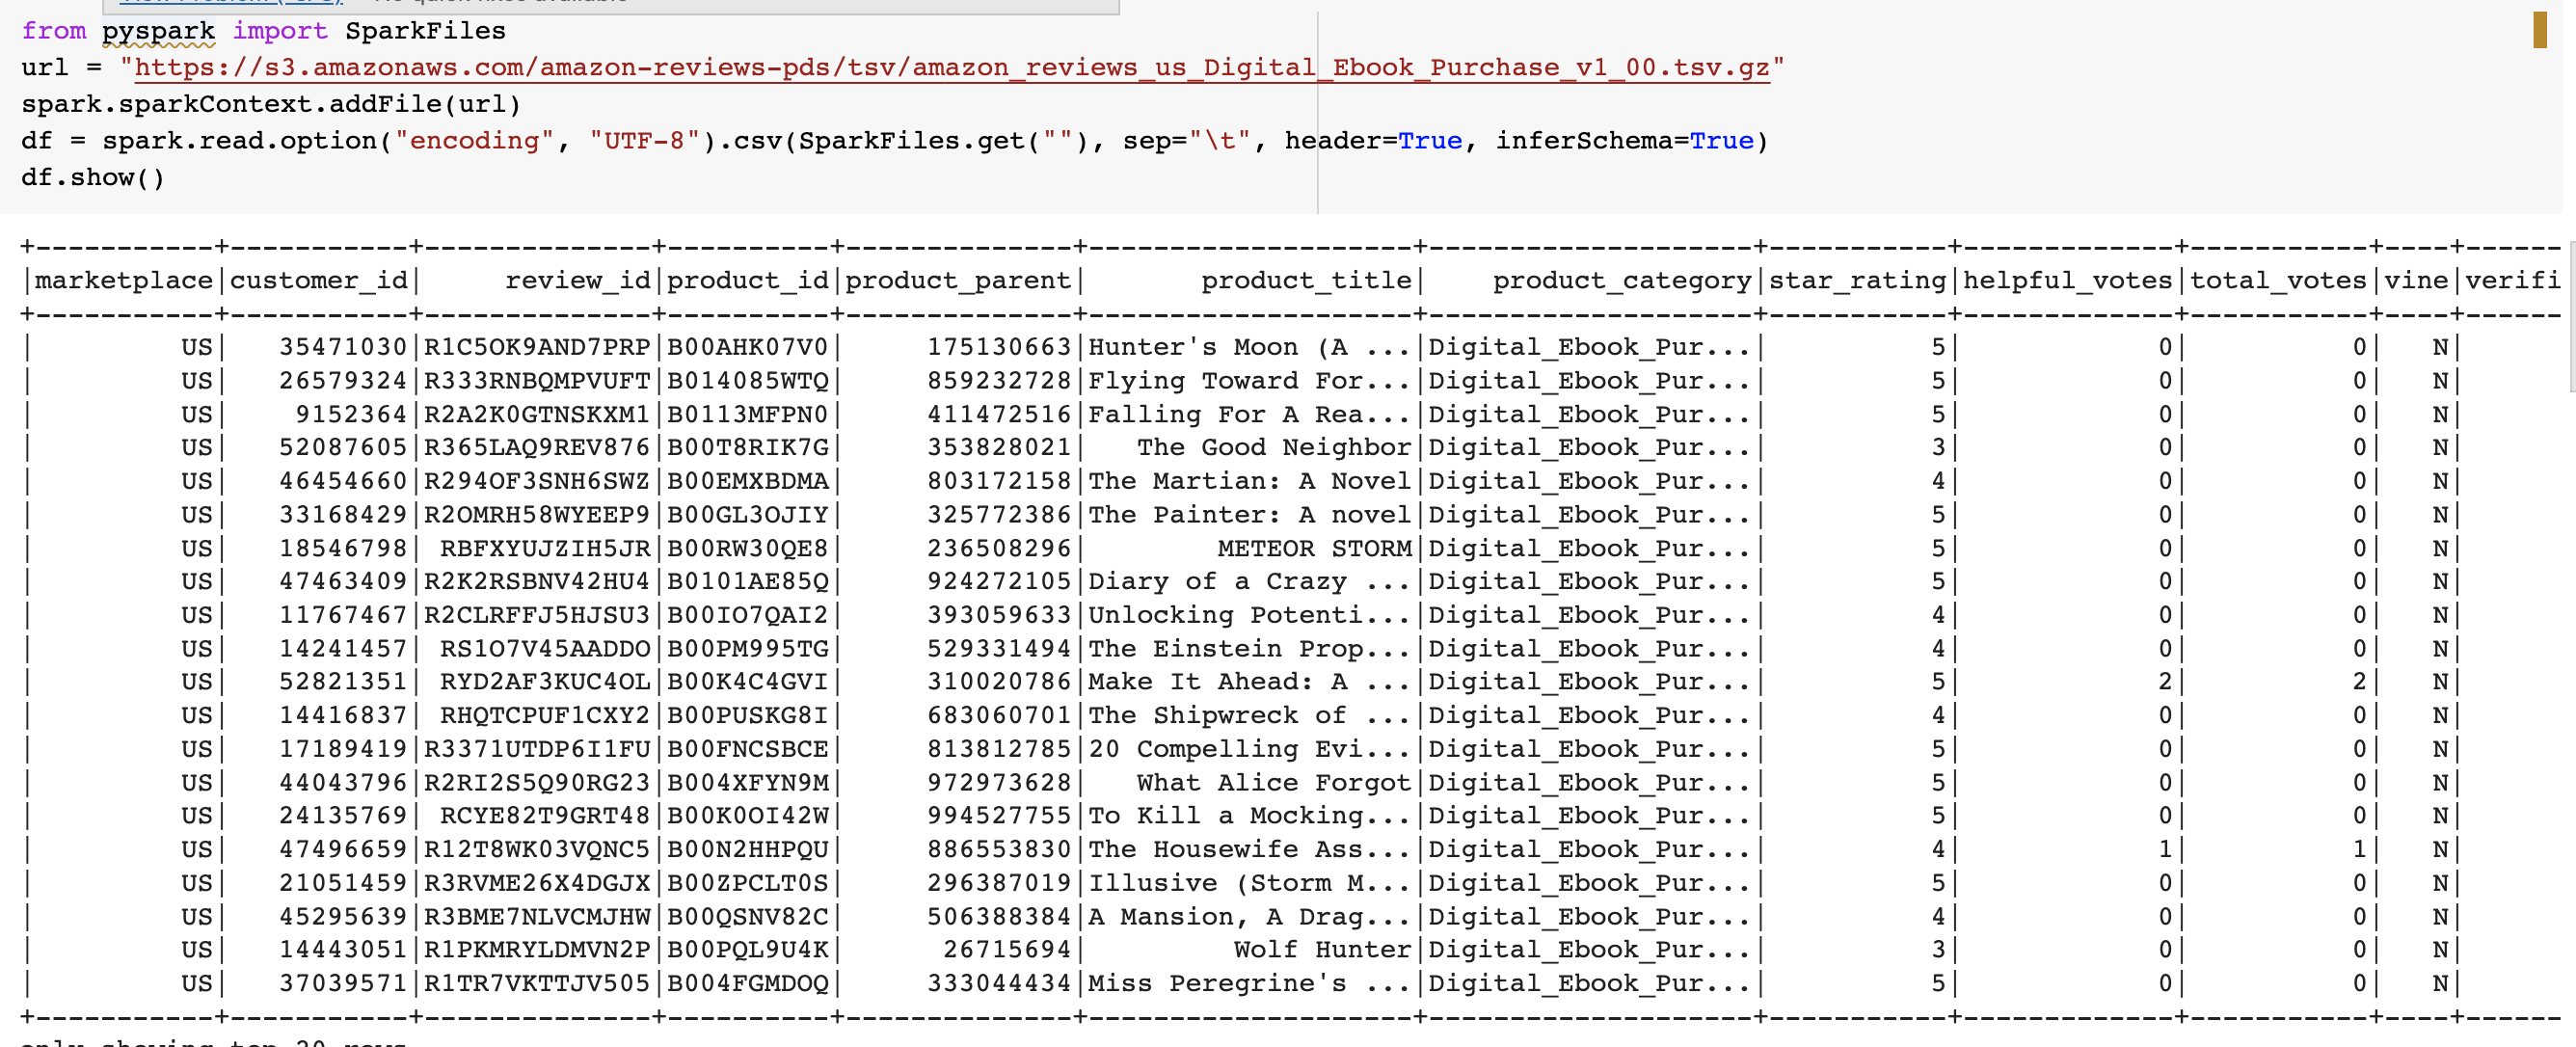 from pyspark import SparkFiles
url = "https://s3.amazonaws.com/amazon-reviews-pds/tsv/amazon_reviews_us_Digital_Ebook_Purchase_v1_00.tsv.gz"
spark.sparkContext.addFile(url)
df = spark.read.option("encoding", "UTF-8").csv(SparkFiles.get(""), sep="\t", header=True, inferSchema=True)
df.show()
+-----------+-----------+--------------+----------+--------------+--------------------+--------------------+-----------+-------------+-----------+----+------
|marketplace|customer_id|     review_id|product_id|product_parent|       product_title|    product_category|star_rating|helpful_votes|total_votes|vine|verifi
+-----------+-----------+--------------+----------+--------------+--------------------+--------------------+-----------+-------------+-----------+----+------
|         US|   35471030|R1C5OK9AND7PRP|B00AHK07V0|     175130663|Hunter's Moon (A ...|Digital_Ebook_Pur...|          5|            0|          0|   N|
|         US|   26579324|R333RNBQMPVUFT|B014085WTQ|     859232728|Flying Toward For...|Digital_Ebook_Pur...|          5|            0|          0|   N|
|         US|    9152364|R2A2K0GTNSKXM1|B0113MFPN0|     411472516|Falling For A Rea...|Digital_Ebook_Pur...|          5|            0|          0|   N|
|         US|   52087605|R365LAQ9REV876|B00T8RIK7G|     353828021|   The Good Neighbor|Digital_Ebook_Pur...|          3|            0|          0|   N|
|         US|   46454660|R294OF3SNH6SWZ|B00EMXBDMA|     803172158|The Martian: A Novel|Digital_Ebook_Pur...|          4|            0|          0|   N|
|         US|   33168429|R2OMRH58WYEEP9|B00GL3OJIY|     325772386|The Painter: A novel|Digital_Ebook_Pur...|          5|            0|          0|   N|
|         US|   18546798| RBFXYUJZIH5JR|B00RW30QE8|     236508296|        METEOR STORM|Digital_Ebook_Pur...|          5|            0|          0|   N|
|         US|   47463409|R2K2RSBNV42HU4|B0101AE85Q|     924272105|Diary of a Crazy ...|Digital_Ebook_Pur...|          5|            0|          0|   N|
|         US|   11767467|R2CLRFFJ5HJSU3|B00IO7QAI2|     393059633|Unlocking Potenti...|Digital_Ebook_Pur...|          4|            0|          0|   N|
|         US|   14241457| RS1O7V45AADDO|B00PM995TG|     529331494|The Einstein Prop...|Digital_Ebook_Pur...|          4|            0|          0|   N|
|         US|   52821351| RYD2AF3KUC4OL|B00K4C4GVI|     310020786|Make It Ahead: A ...|Digital_Ebook_Pur...|          5|            2|          2|   N|
|         US|   14416837| RHQTCPUF1CXY2|B00PUSKG8I|     683060701|The Shipwreck of ...|Digital_Ebook_Pur...|          4|            0|          0|   N|
|         US|   17189419|R3371UTDP6I1FU|B00FNCSBCE|     813812785|20 Compelling Evi...|Digital_Ebook_Pur...|          5|            0|          0|   N|
|         US|   44043796|R2RI2S5Q90RG23|B004XFYN9M|     972973628|   What Alice Forgot|Digital_Ebook_Pur...|          5|            0|          0|   N|
|         US|   24135769| RCYE82T9GRT48|B00K0OI42W|     994527755|To Kill a Mocking...|Digital_Ebook_Pur...|          5|            0|          0|   N|
|         US|   47496659|R12T8WK03VQNC5|B00N2HHPQU|     886553830|The Housewife Ass...|Digital_Ebook_Pur...|          4|            1|          1|   N|
|         US|   21051459|R3RVME26X4DGJX|B00ZPCLT0S|     296387019|Illusive (Storm M...|Digital_Ebook_Pur...|          5|            0|          0|   N|
|         US|   45295639|R3BME7NLVCMJHW|B00QSNV82C|     506388384|A Mansion, A Drag...|Digital_Ebook_Pur...|          4|            0|          0|   N|
|         US|   14443051|R1PKMRYLDMVN2P|B00PQL9U4K|      26715694|         Wolf Hunter|Digital_Ebook_Pur...|          3|            0|          0|   N|
|         US|   37039571|R1TR7VKTTJV505|B004FGMDOQ|     333044434|Miss Peregrine's ...|Digital_Ebook_Pur...|          5|            0|          0|   N|
+-----------+-----------+--------------+----------+--------------+--------------------+--------------------+-----------+-------------+-----------+----+------
only showing top 20 rows